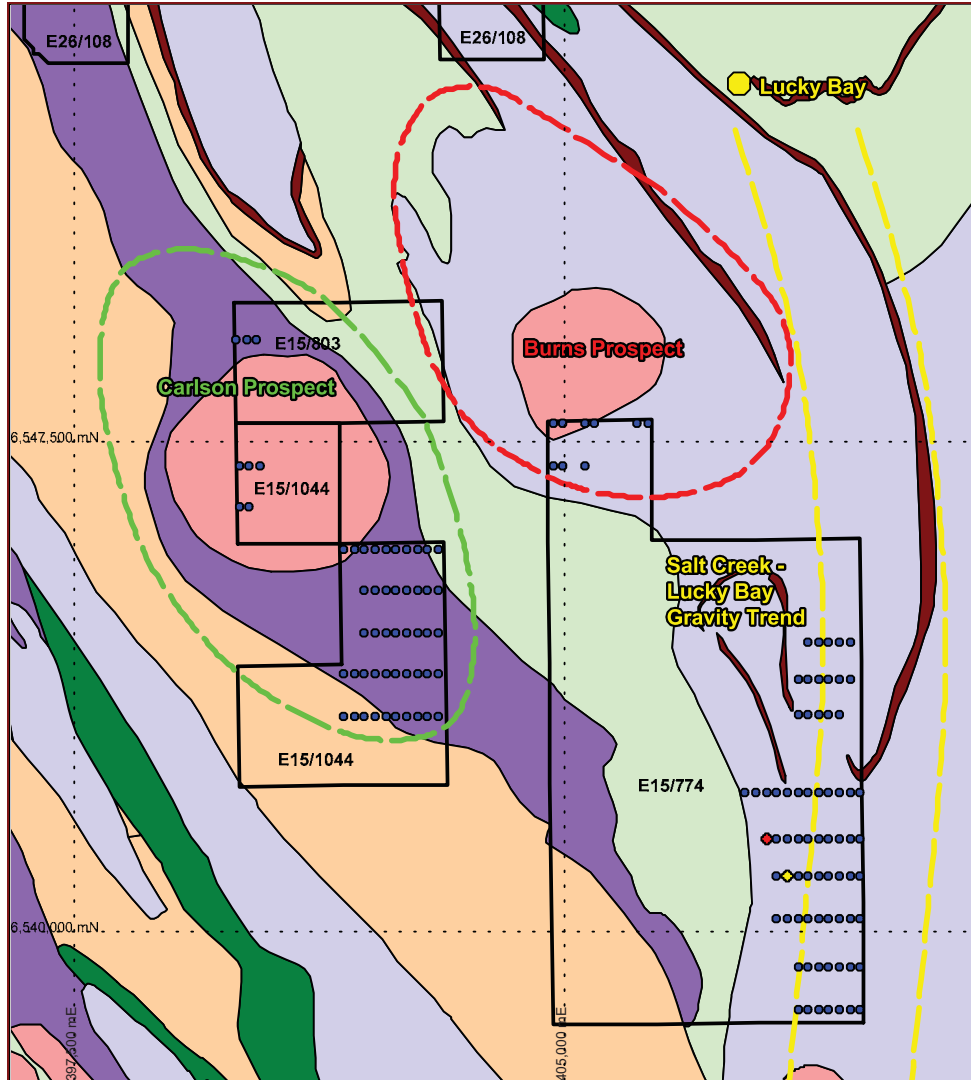 E26/108
E26/108
Lucky Bay
E15/803
Burns Prospect
Carlson Prospect
6,547,500 mN
E15/1044
Salt Creek -
Lucky Bay
Gravity Trend
E15/1044
E15/774
6,540,000 mN
397,500 mE
405,000 mE